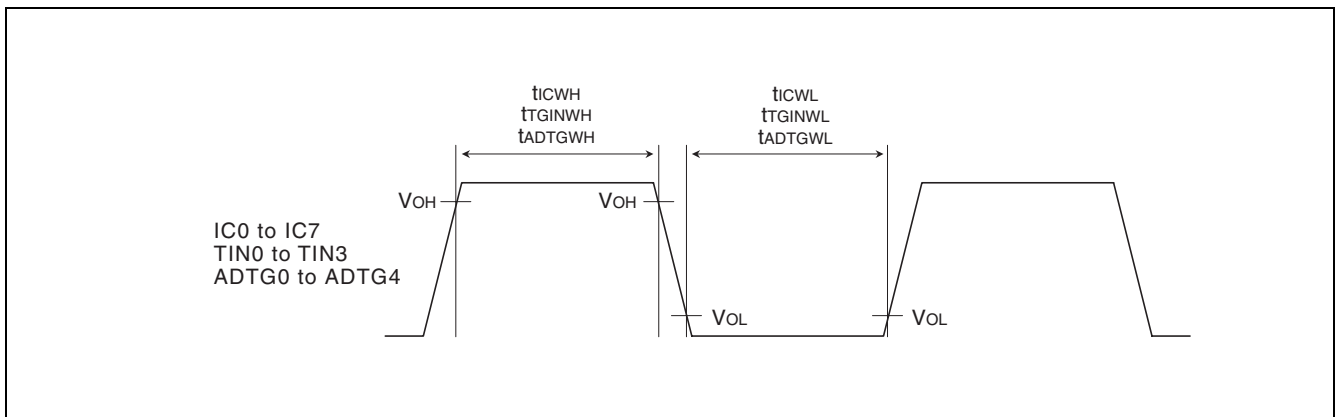 tICWH
tTGINWH
tADTGWH
tICWL
tTGINWL
tADTGWL
VOH
VOH
IC0 to IC7
TIN0 to TIN3
ADTG0 to ADTG4
VOL
VOL